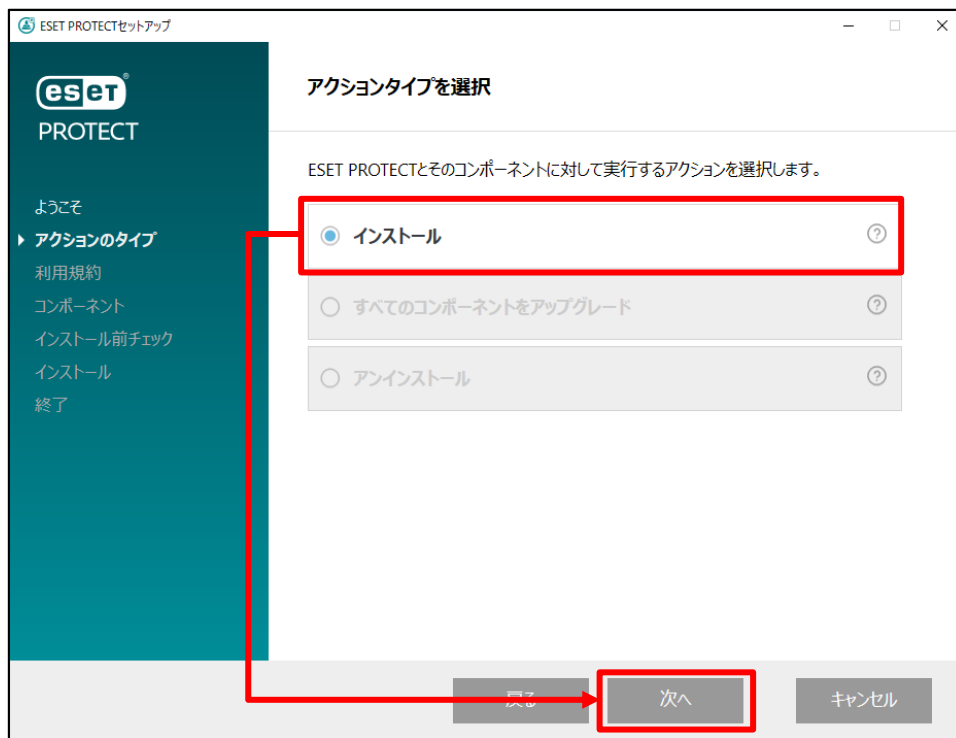 ESET PROTECTセットアップ
eseT
PROTECT
ようこそ
アクションのタイプ
利用規約
コンポーネント
インストール前チェック
インストール
終了
アクションタイプを選択
ESET PROTECTとそのコンポーネントに対して実行するアクションを選択します。
インストール
すべてのコンポーネントをアップグレード
アンインストール
戻る
次へ
キャンセル